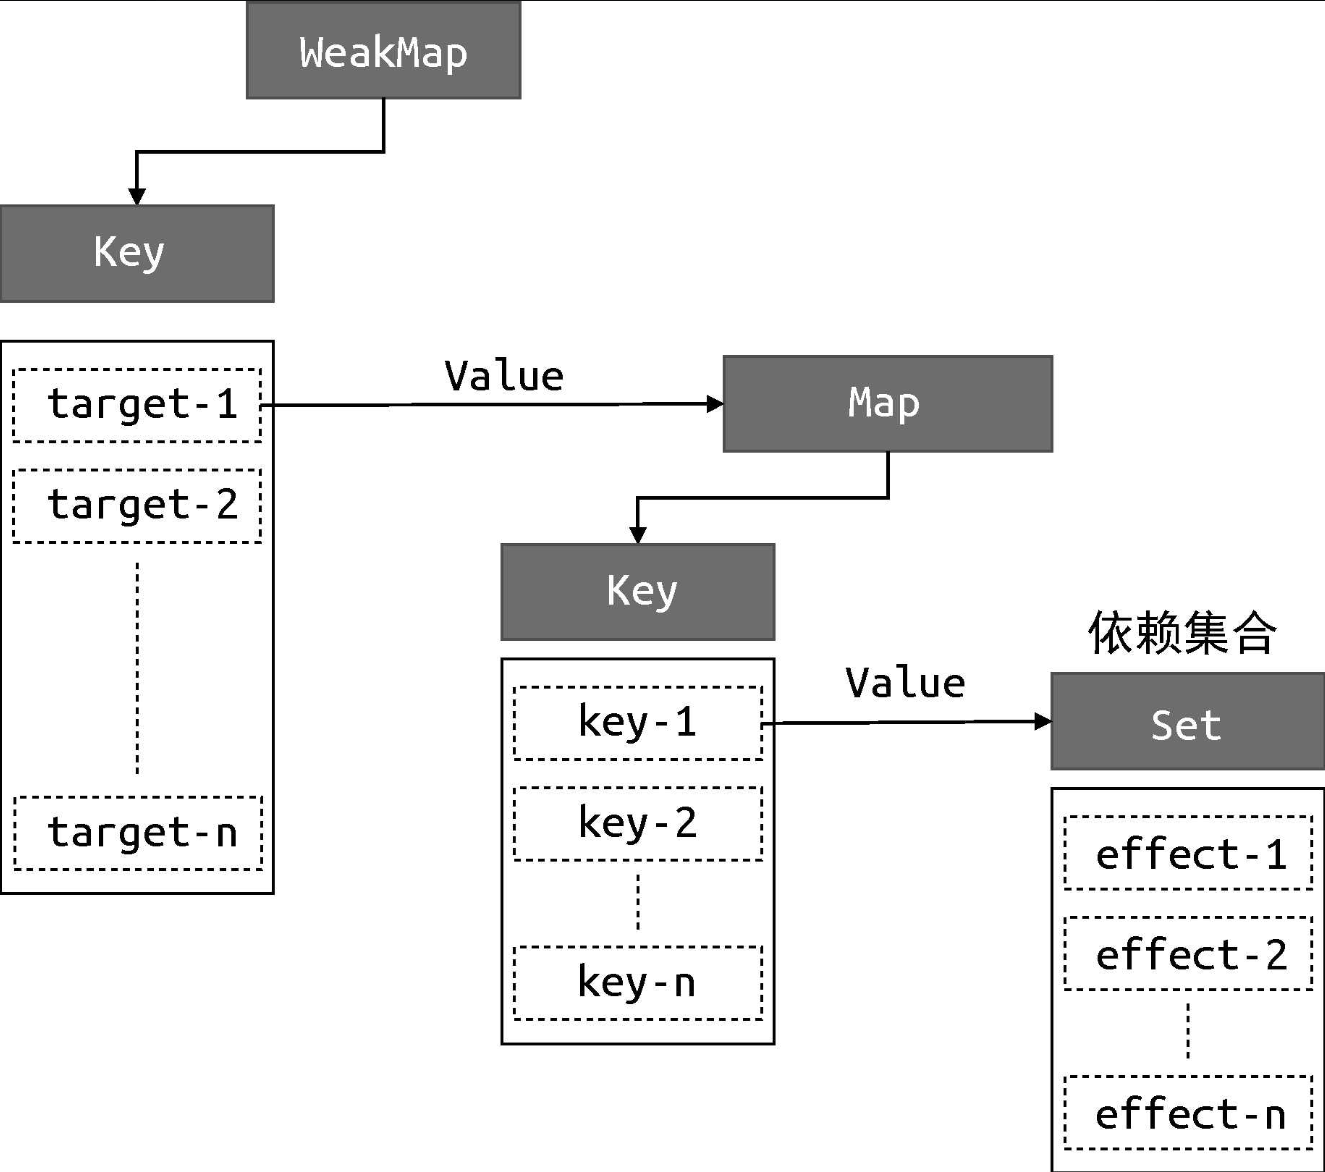 WeakMap
Key
target-1
target-2
target-n
Value
Map
Key
key-1
key-2
key-n
Value
依赖集合
Set
effect-1
effect-2
effect-n